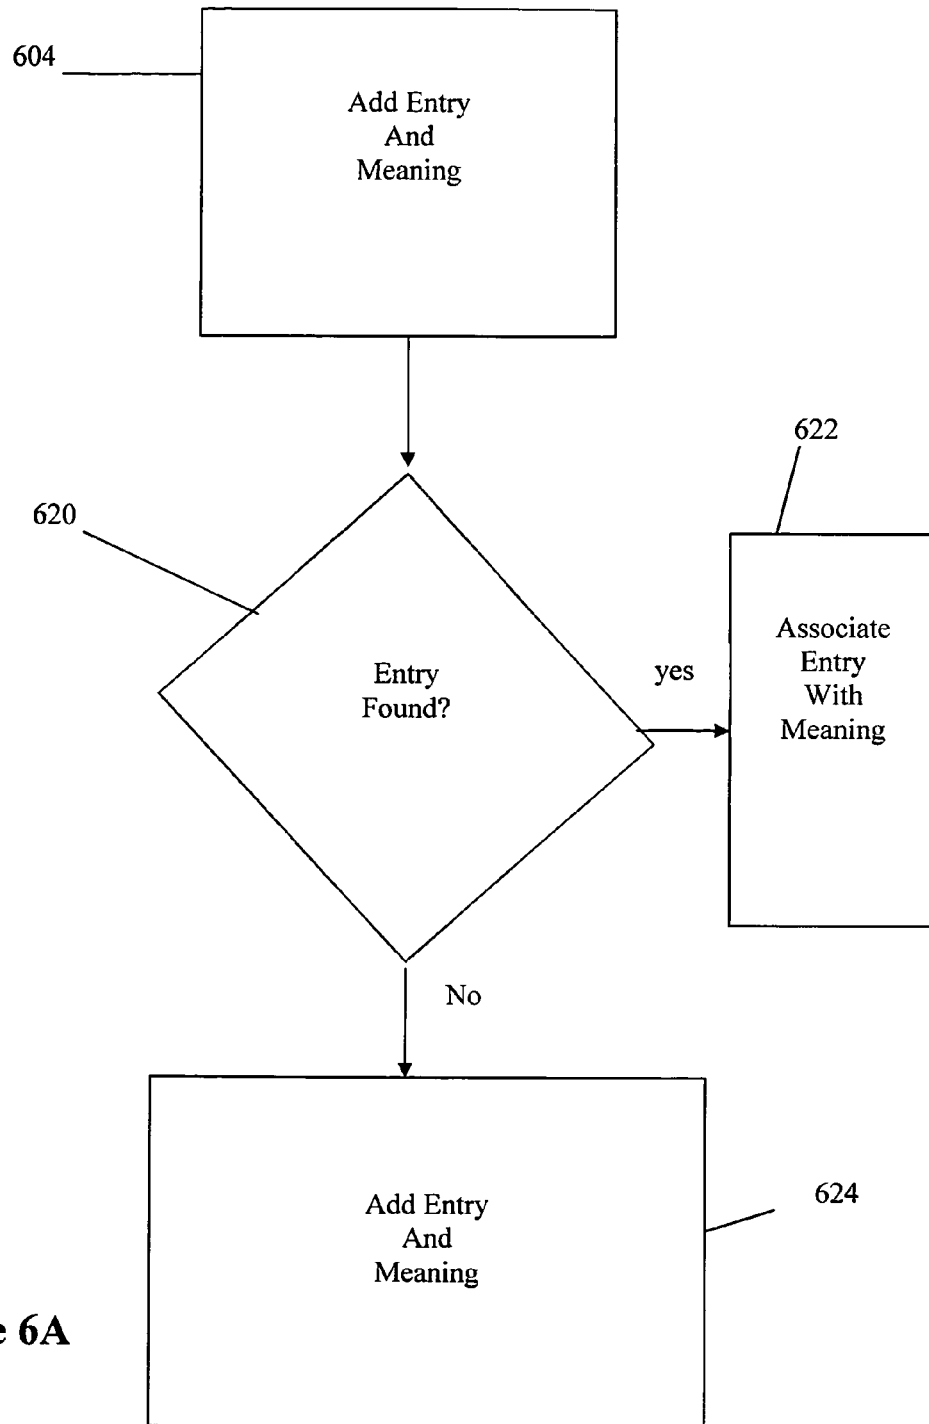 604
Add Entry
And
Meaning
622
620
Entry
Found?
yes
Associate
Entry
With
Meaning
No
624
Add Entry
And
Meaning
6A